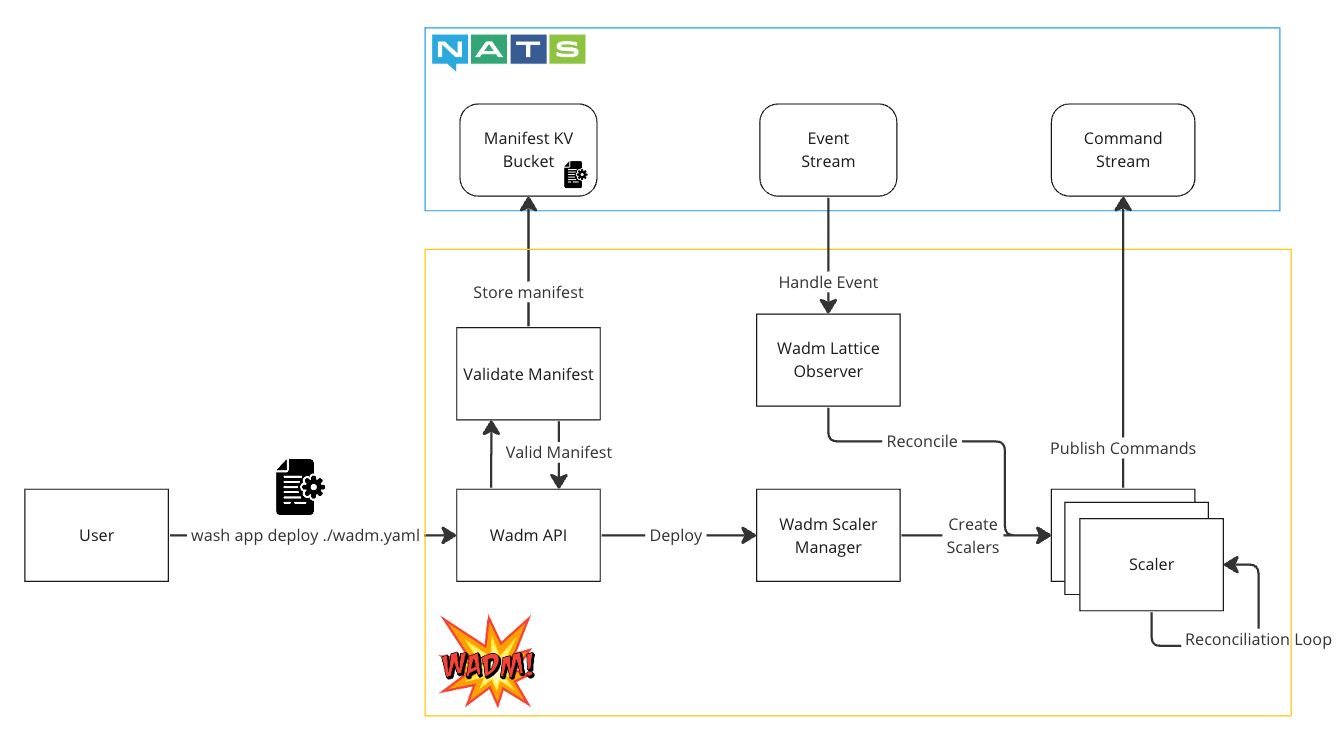 NATS
Manifest KV
Bucket
Event
Stream
Command
Stream
Store manifest
Handle Event
Validate Manifest
Wadm Lattice
Observer
Valid Manifest
Reconcile
Publish Commands
User
wash app deploy ./wadm.yaml
Wadm API
Deploy
Wadm Scaler
Manager
Create
Scalers
Scaler
Reconciliation Loop
WADM!